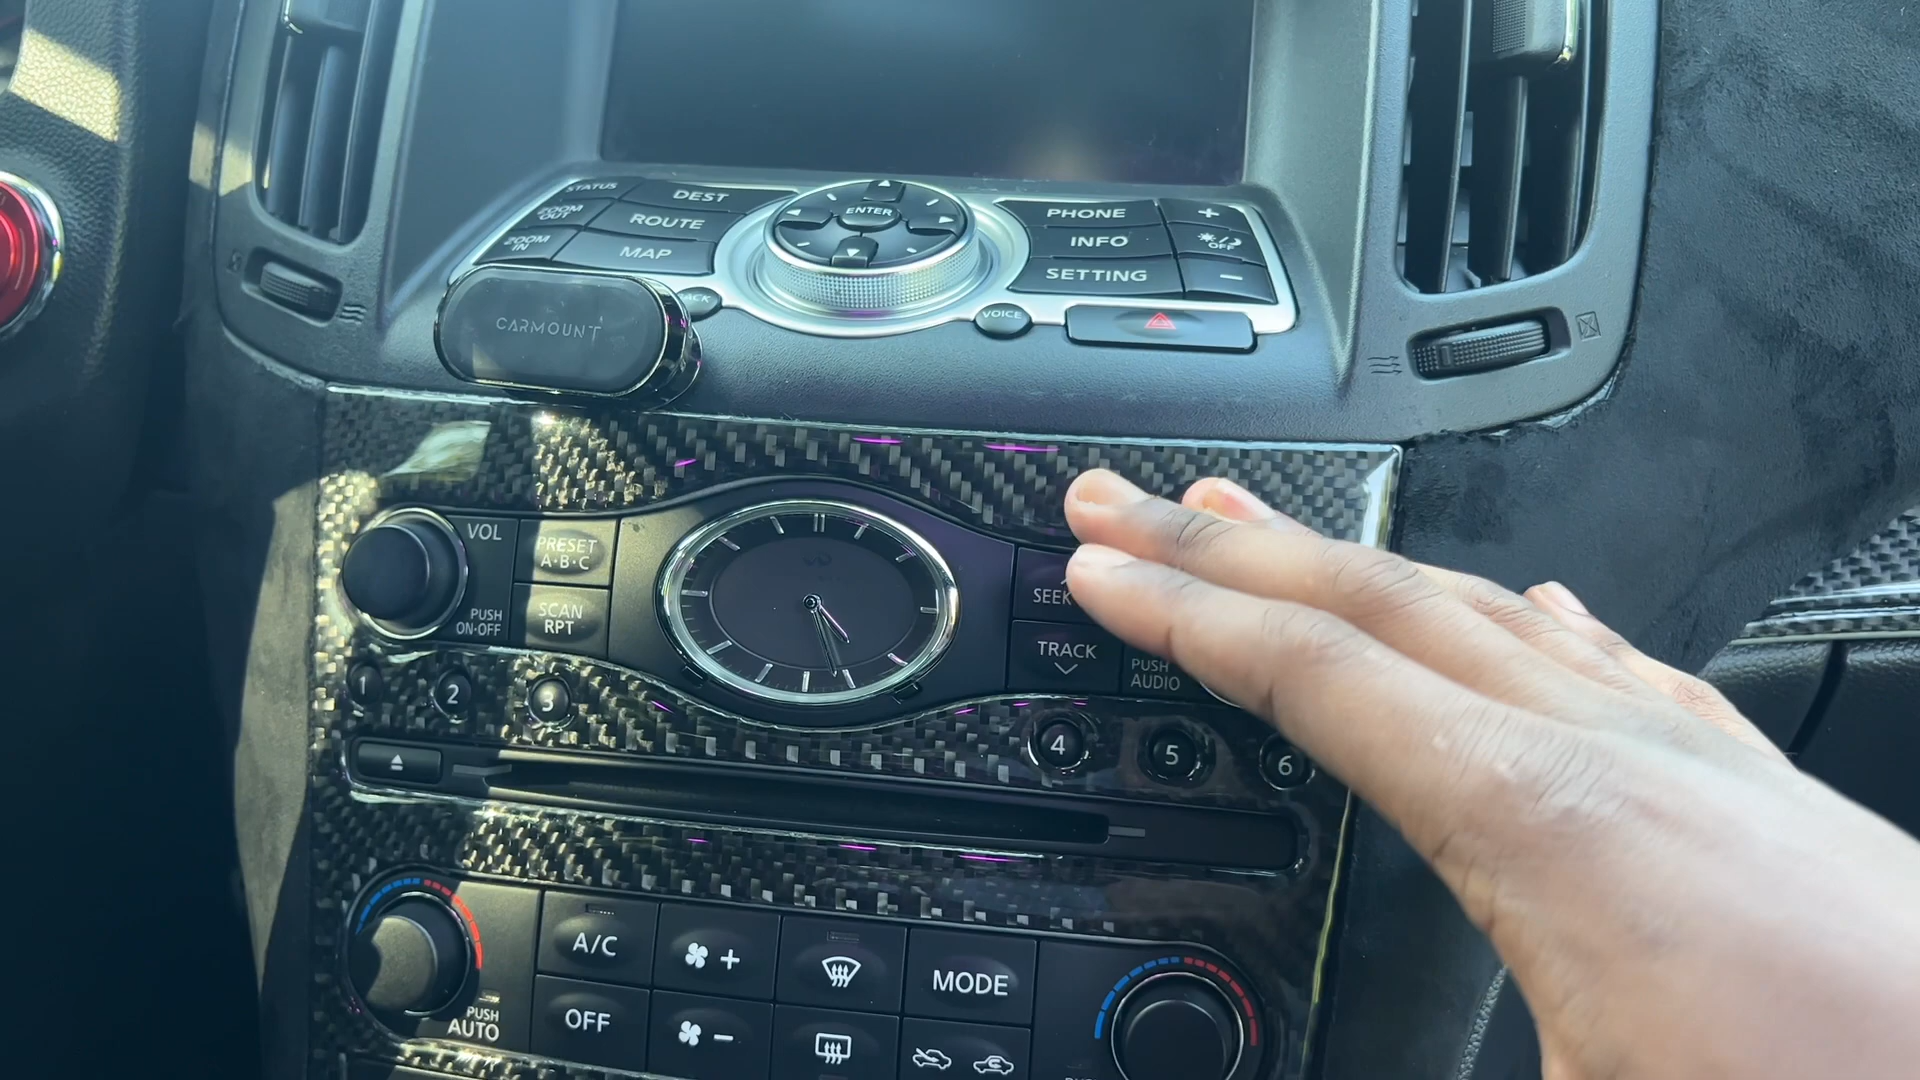 STATUS
DEST
ZOOM
OUT
ROUTE
ZOOM
IN
MAP
ENTER
PHONE
+
INFO
OFF
SETTING
−
VOICE
CARMOUNT
VOL
PUSH
ON·OFF
PRESET
A·B·C
SCAN
RPT
SEEK
TRACK
PUSH
AUDIO
1
2
3
4
5
6
A/C
+
MODE
PUSH
AUTO
OFF
−